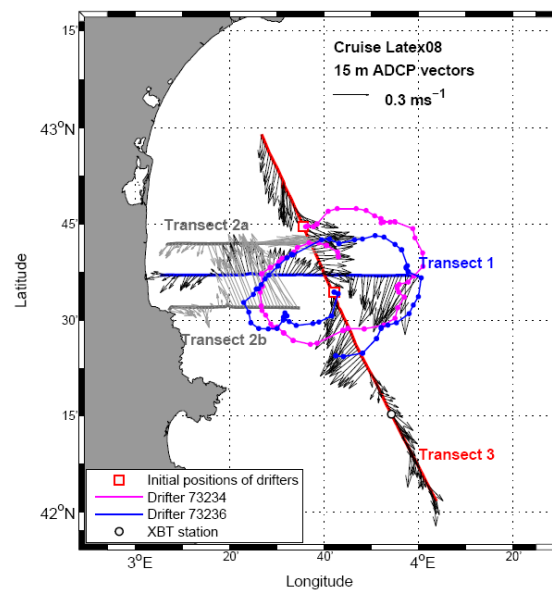 Cruise Latex08
15 m ADCP vectors
0.3 ms⁻¹
15'
43°N
45'
30'
15'
42°N
Latitude
Transect 2a
Transect 1
Transect 2b
Transect 3
Initial positions of drifters
Drifter 73234
Drifter 73236
XBT station
3°E
20'
40'
4°E
20'
Longitude